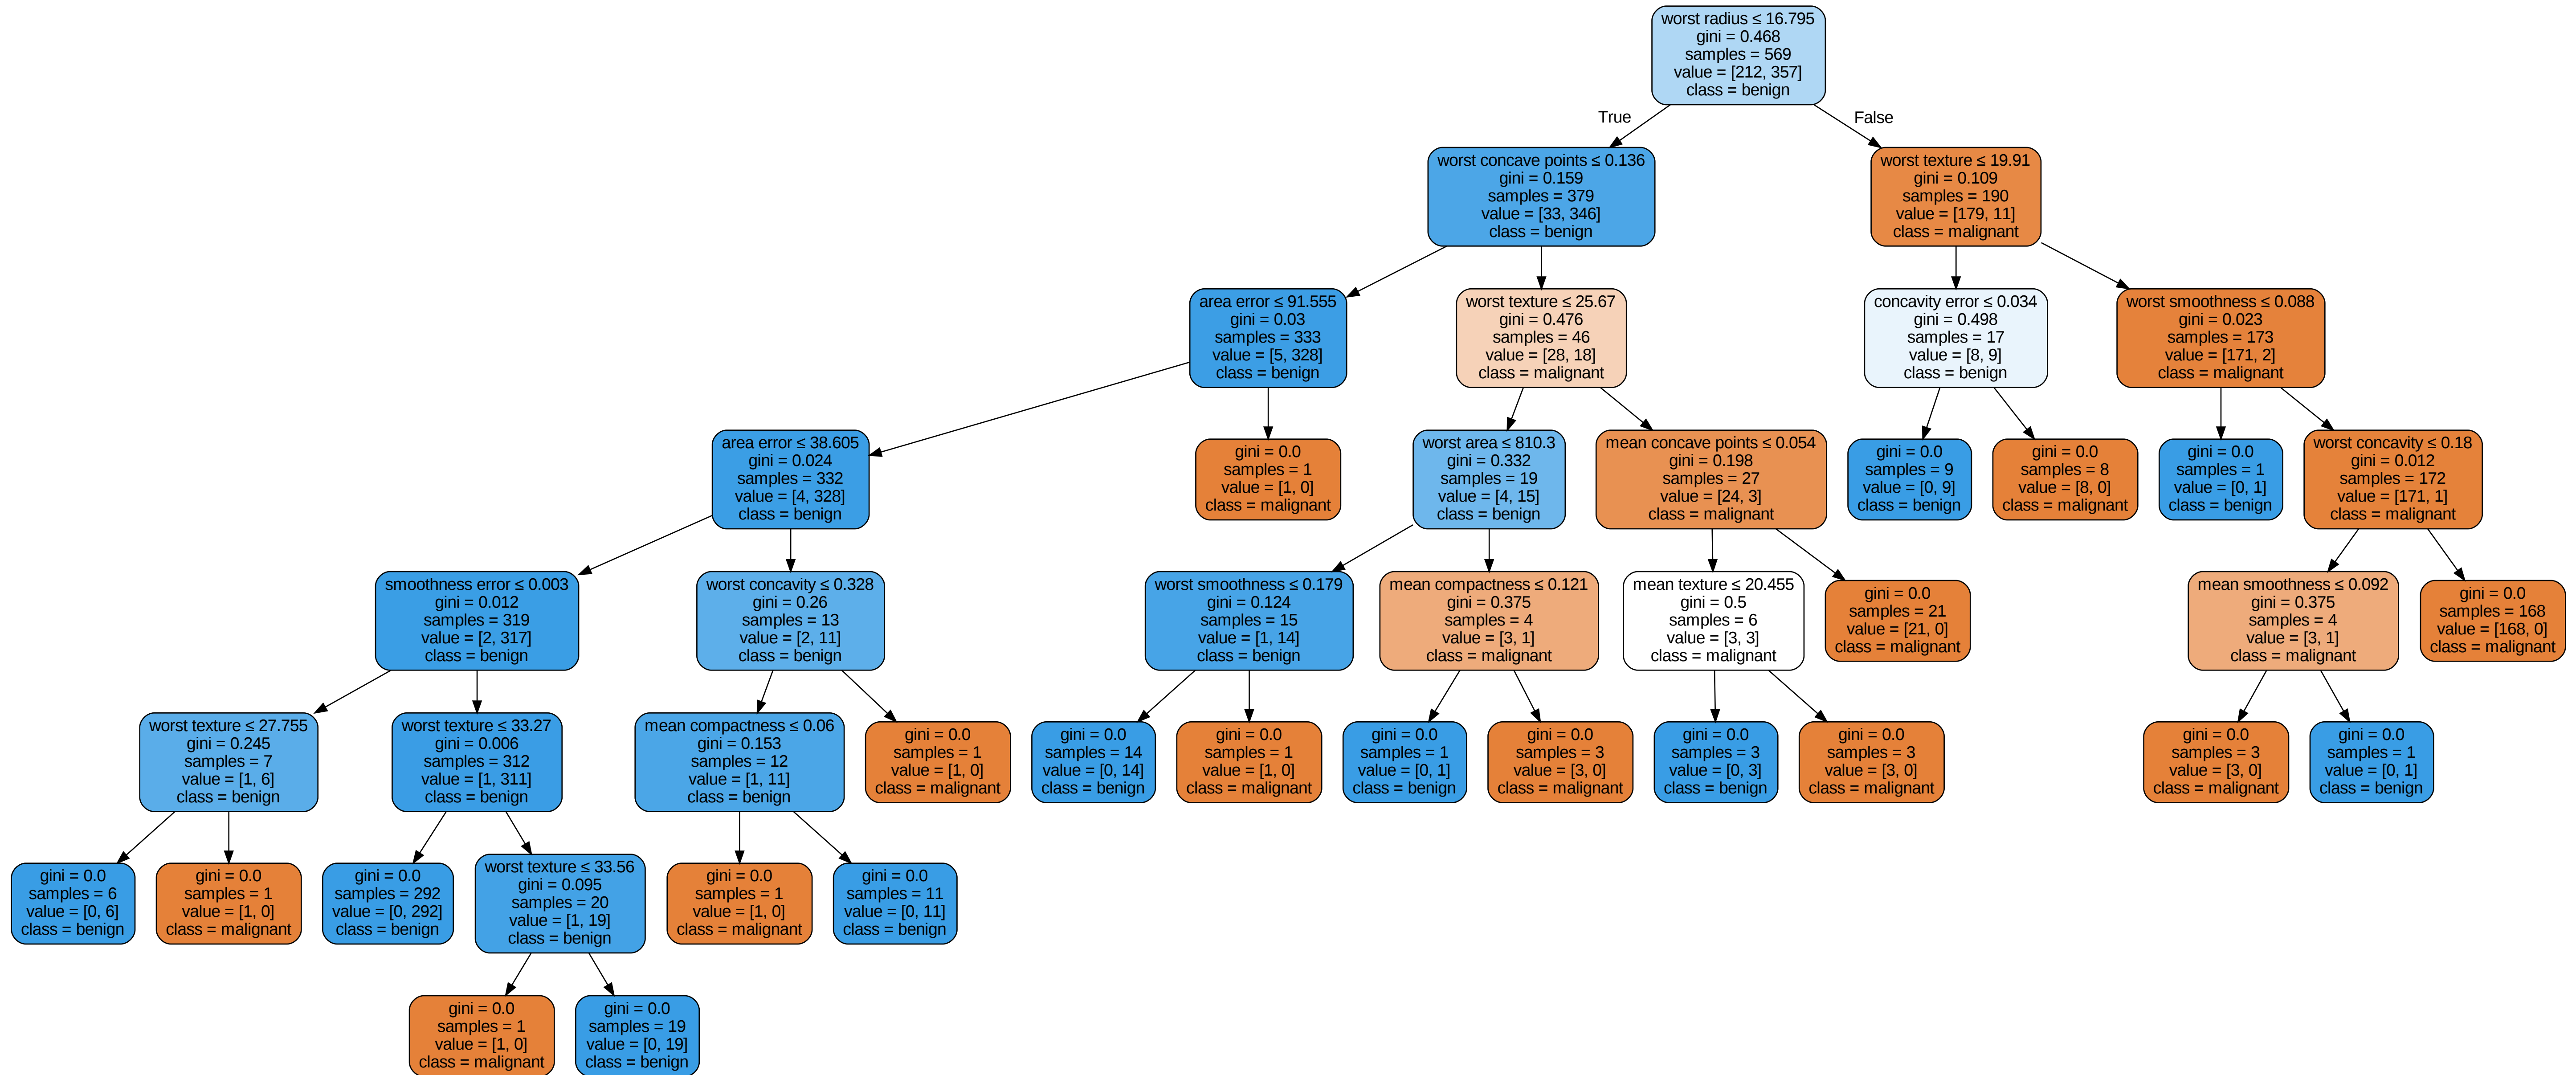 worst radius ≤ 16.795
gini = 0.468
samples = 569
value = [212, 357]
class = benign
True
False
worst concave points ≤ 0.136
gini = 0.159
samples = 379
value = [33, 346]
class = benign
worst texture ≤ 19.91
gini = 0.109
samples = 190
value = [179, 11]
class = malignant
area error ≤ 91.555
gini = 0.03
samples = 333
value = [5, 328]
class = benign
worst texture ≤ 25.67
gini = 0.476
samples = 46
value = [28, 18]
class = malignant
concavity error ≤ 0.034
gini = 0.498
samples = 17
value = [8, 9]
class = benign
worst smoothness ≤ 0.088
gini = 0.023
samples = 173
value = [171, 2]
class = malignant
area error ≤ 38.605
gini = 0.024
samples = 332
value = [4, 328]
class = benign
gini = 0.0
samples = 1
value = [1, 0]
class = malignant
worst area ≤ 810.3
gini = 0.332
samples = 19
value = [4, 15]
class = benign
mean concave points ≤ 0.054
gini = 0.198
samples = 27
value = [24, 3]
class = malignant
gini = 0.0
samples = 9
value = [0, 9]
class = benign
gini = 0.0
samples = 8
value = [8, 0]
class = malignant
gini = 0.0
samples = 1
value = [0, 1]
class = benign
worst concavity ≤ 0.18
gini = 0.012
samples = 172
value = [171, 1]
class = malignant
smoothness error ≤ 0.003
gini = 0.012
samples = 319
value = [2, 317]
class = benign
worst concavity ≤ 0.328
gini = 0.26
samples = 13
value = [2, 11]
class = benign
worst smoothness ≤ 0.179
gini = 0.124
samples = 15
value = [1, 14]
class = benign
mean compactness ≤ 0.121
gini = 0.375
samples = 4
value = [3, 1]
class = malignant
mean texture ≤ 20.455
gini = 0.5
samples = 6
value = [3, 3]
class = malignant
gini = 0.0
samples = 21
value = [21, 0]
class = malignant
mean smoothness ≤ 0.092
gini = 0.375
samples = 4
value = [3, 1]
class = malignant
gini = 0.0
samples = 168
value = [168, 0]
class = malignant
worst texture ≤ 27.755
gini = 0.245
samples = 7
value = [1, 6]
class = benign
worst texture ≤ 33.27
gini = 0.006
samples = 312
value = [1, 311]
class = benign
mean compactness ≤ 0.06
gini = 0.153
samples = 12
value = [1, 11]
class = benign
gini = 0.0
samples = 1
value = [1, 0]
class = malignant
gini = 0.0
samples = 14
value = [0, 14]
class = benign
gini = 0.0
samples = 1
value = [1, 0]
class = malignant
gini = 0.0
samples = 1
value = [0, 1]
class = benign
gini = 0.0
samples = 3
value = [3, 0]
class = malignant
gini = 0.0
samples = 3
value = [0, 3]
class = benign
gini = 0.0
samples = 3
value = [3, 0]
class = malignant
gini = 0.0
samples = 3
value = [3, 0]
class = malignant
gini = 0.0
samples = 1
value = [0, 1]
class = benign
gini = 0.0
samples = 6
value = [0, 6]
class = benign
gini = 0.0
samples = 1
value = [1, 0]
class = malignant
gini = 0.0
samples = 292
value = [0, 292]
class = benign
worst texture ≤ 33.56
gini = 0.095
samples = 20
value = [1, 19]
class = benign
gini = 0.0
samples = 1
value = [1, 0]
class = malignant
gini = 0.0
samples = 11
value = [0, 11]
class = benign
gini = 0.0
samples = 1
value = [1, 0]
class = malignant
gini = 0.0
samples = 19
value = [0, 19]
class = benign